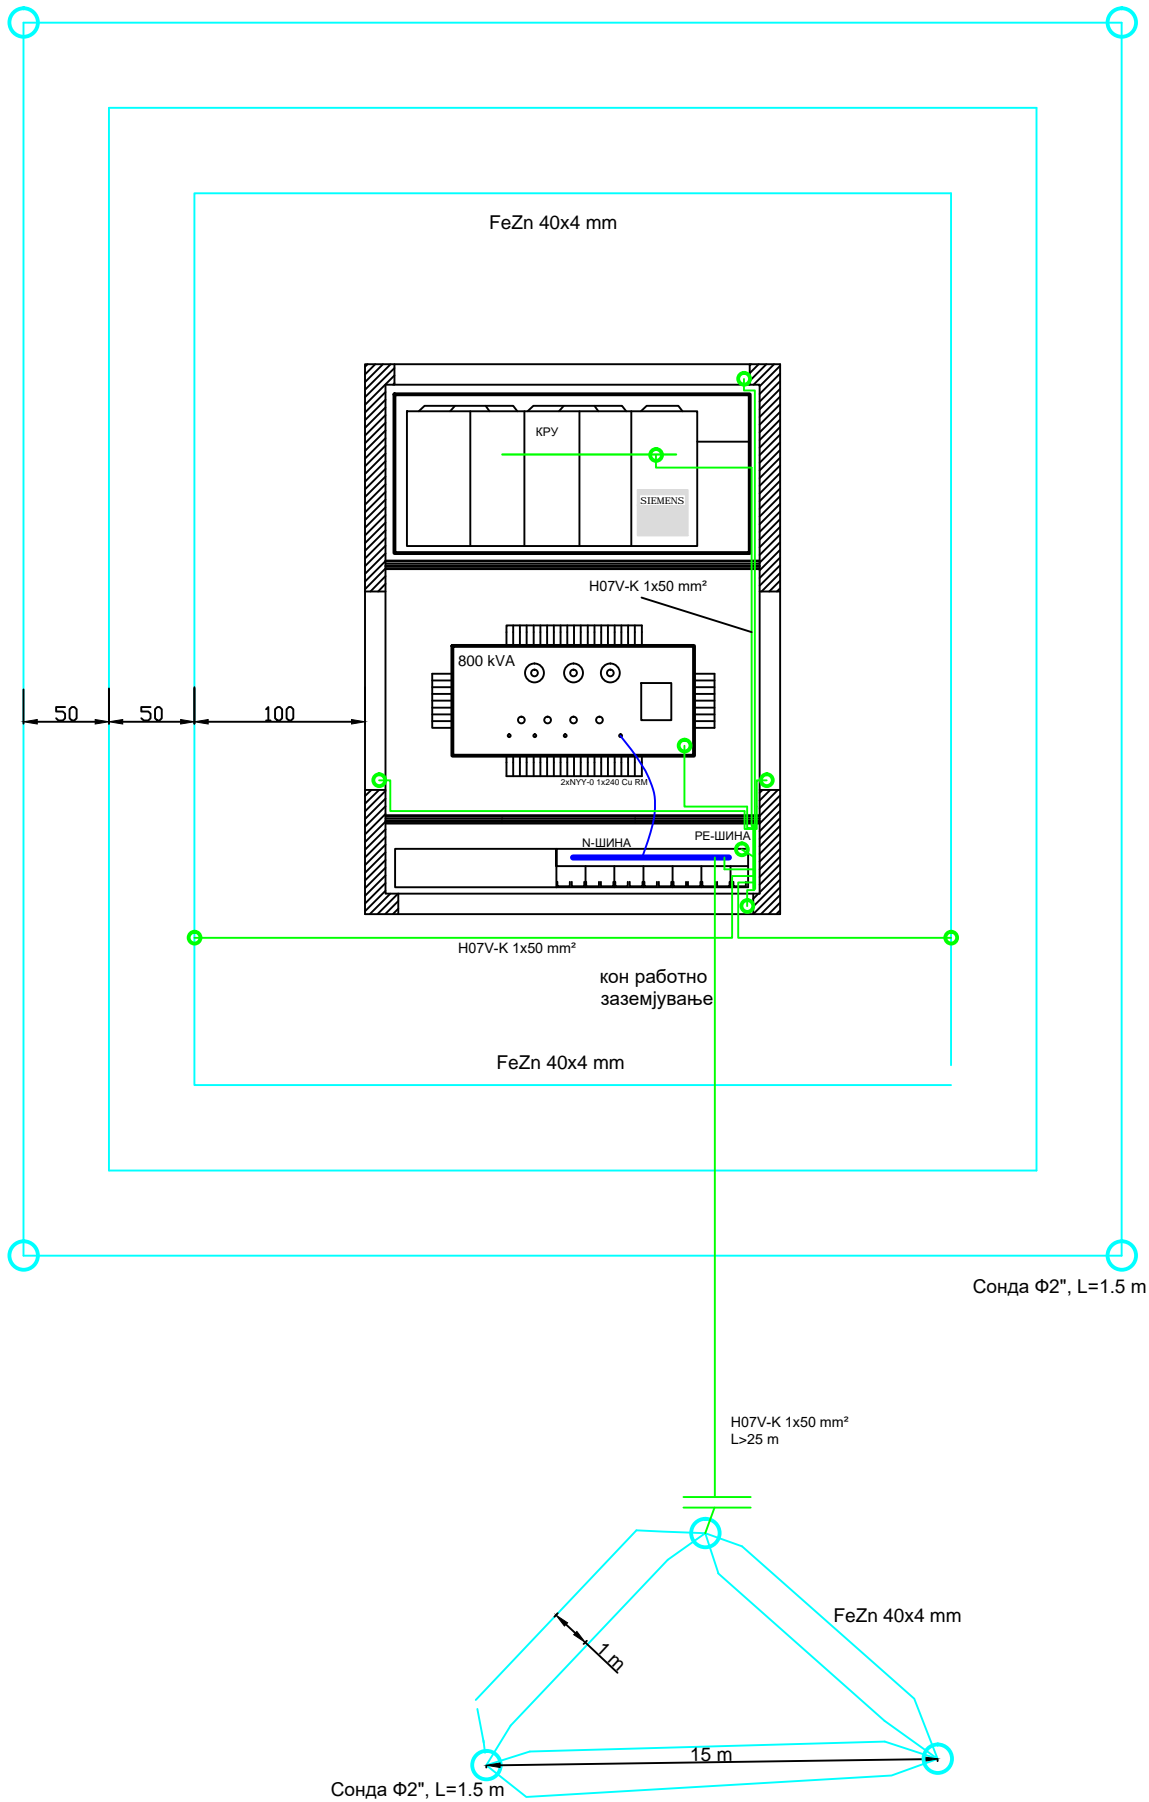 FeZn 40x4 mm
КРУ
SIEMENS
H07V-K 1x50 mm²
800 kVA
50
50
100
2xNYY-0 1x240 Cu RM
N-ШИНА
PE-ШИНА
H07V-K 1x50 mm²
кон работно
заземјување
FeZn 40x4 mm
Сонда Ф2", L=1.5 m
H07V-K 1x50 mm²
L>25 m
FeZn 40x4 mm
1 m
15 m
Сонда Ф2", L=1.5 m